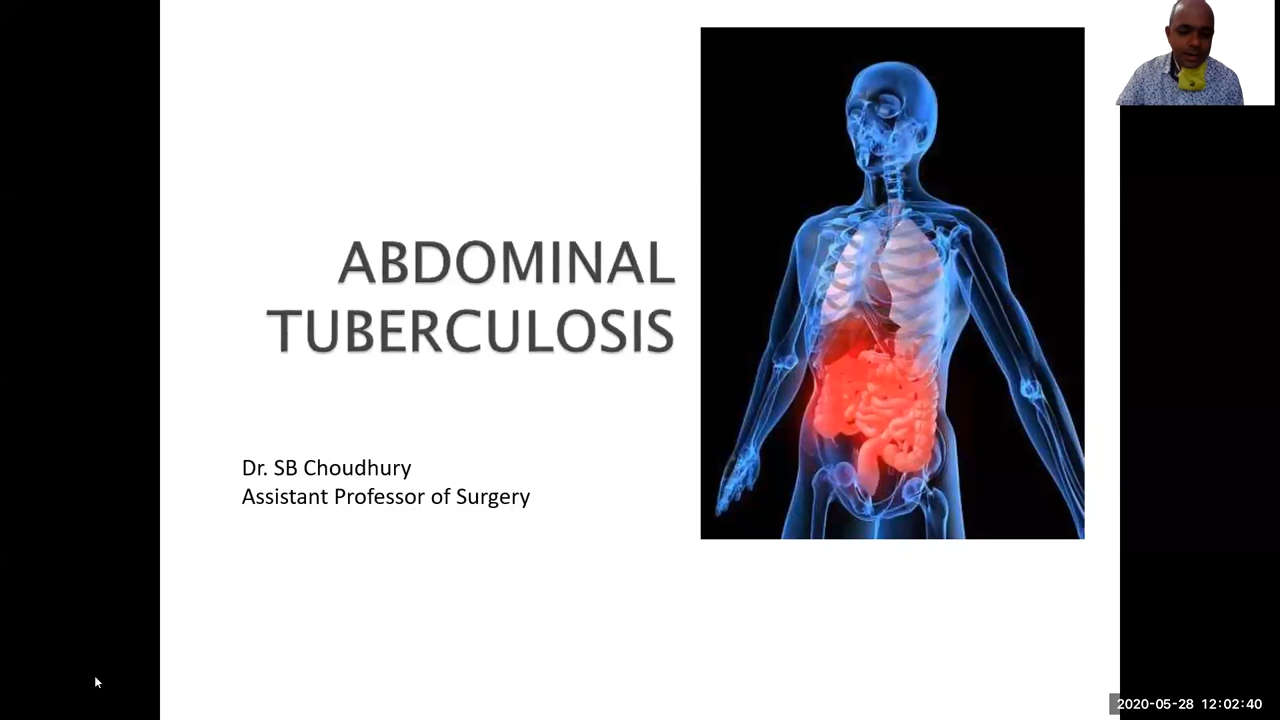 ABDOMINAL
TUBERCULOSIS
Dr. SB Choudhury
Assistant Professor of Surgery
2020-05-28 12:02:40